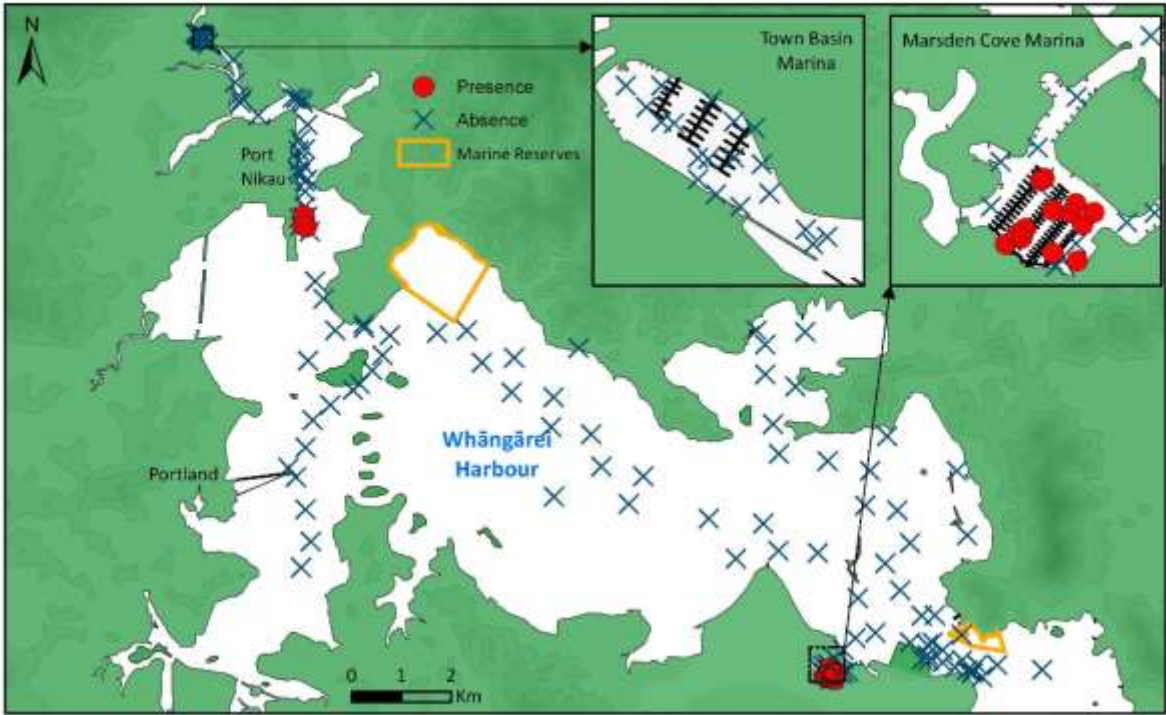 N
Presence
Absence
Marine Reserves
Town Basin
Marina
Marsden Cove Marina
Port
Nikau
Whāngārei
Harbour
Portland
0 1 2
Km